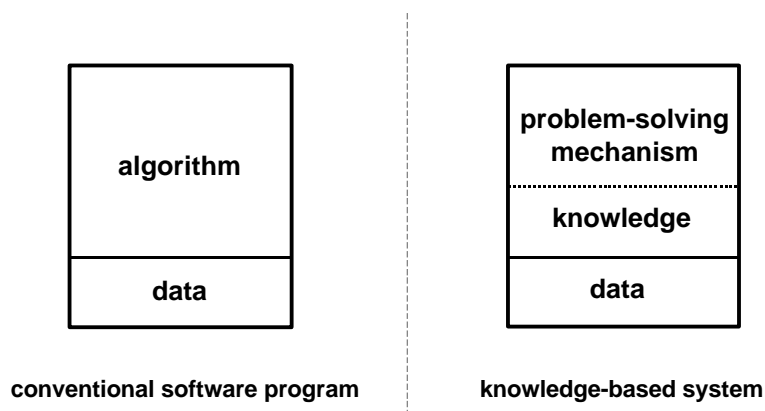 algorithm
data
conventional software program
problem-solving
mechanism
knowledge
data
knowledge-based system